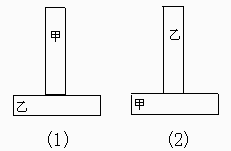 甲 乙
乙 甲
(1) (2)